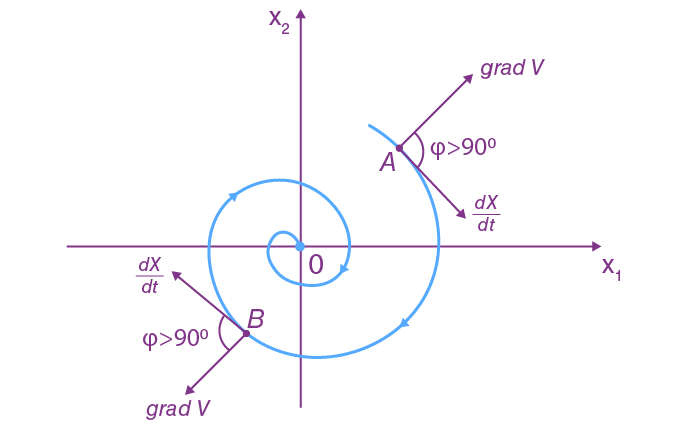 x₂
grad V
A
φ>90⁰
dX
dt
0
x₁
dX
dt
B
φ>90⁰
grad V